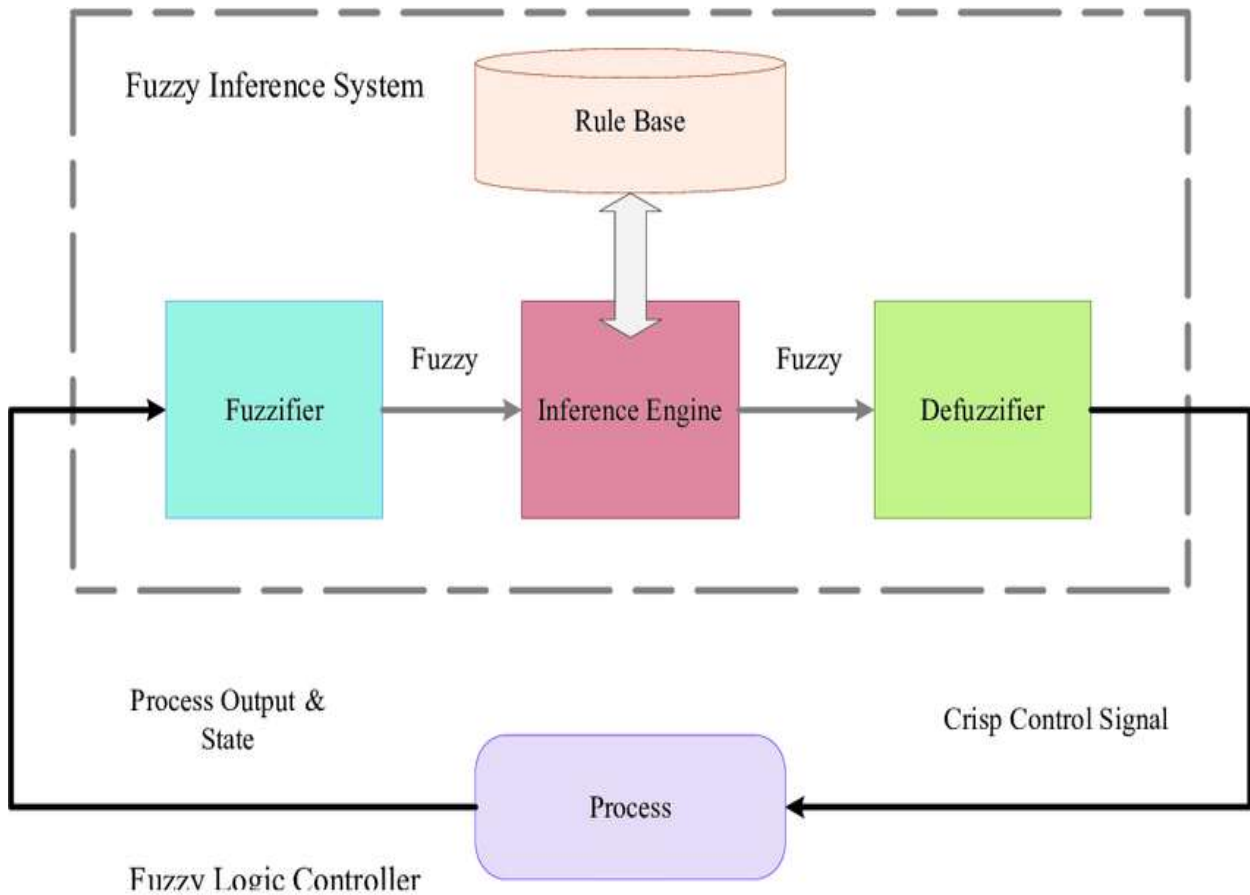 Fuzzy Inference System
Rule Base
Fuzzy
Fuzzy
Fuzzifier
Inference Engine
Defuzzifier
Process Output &
State
Crisp Control Signal
Process
Fuzzy Logic Controller